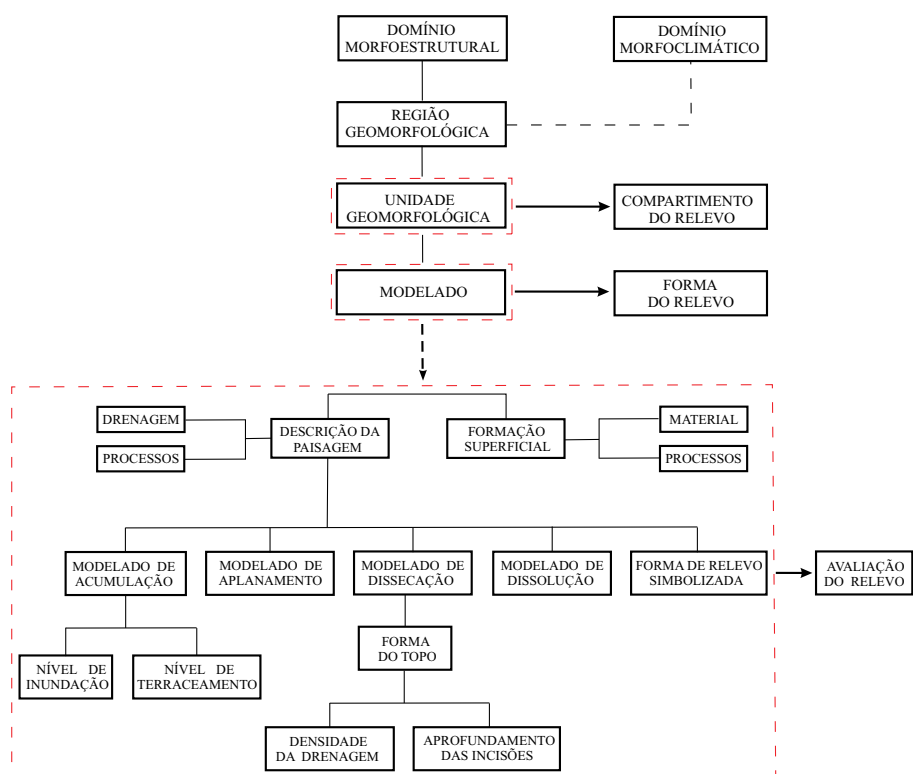 DOMÍNIO
MORFOESTRUTURAL
DOMÍNIO
MORFOCLIMÁTICO
REGIÃO
GEOMORFOLÓGICA
UNIDADE
GEOMORFOLÓGICA
COMPARTIMENTO
DO RELEVO
MODELADO
FORMA
DO RELEVO
DRENAGEM
PROCESSOS
DESCRIÇÃO DA
PAISAGEM
FORMAÇÃO
SUPERFICIAL
MATERIAL
PROCESSOS
MODELADO DE
ACUMULAÇÃO
MODELADO DE
APLANAMENTO
MODELADO DE
DISSECAÇÃO
MODELADO DE
DISSOLUÇÃO
FORMA DE RELEVO
SIMBOLIZADA
AVALIAÇÃO
DO RELEVO
NÍVEL DE
INUNDAÇÃO
NÍVEL DE
TERRACEAMENTO
FORMA
DO TOPO
DENSIDADE
DA DRENAGEM
APROFUNDAMENTO
DAS INCISÕES